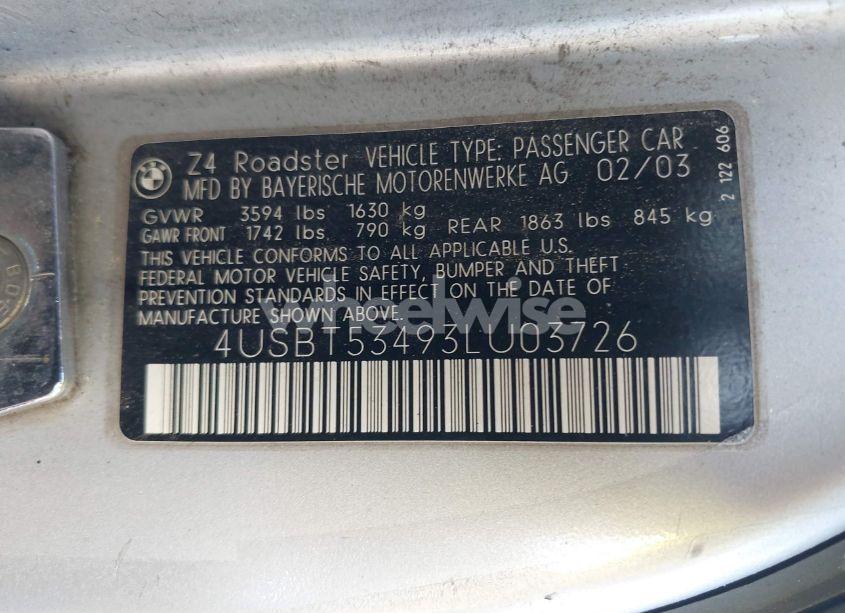 Z4 Roadster VEHICLE TYPE: PASSENGER CAR
MFD BY BAYERISCHE MOTORENWERKE AG 02/03
GVWR 3594 lbs 1630 kg
GAWR FRONT 1742 lbs 790 kg REAR 1863 lbs 845 kg
THIS VEHICLE CONFORMS TO ALL APPLICABLE U.S.
FEDERAL MOTOR VEHICLE SAFETY, BUMPER AND THEFT
PREVENTION STANDARDS IN EFFECT ON THE DATE OF
MANUFACTURE SHOWN ABOVE.
4USBT53493LU03726
2 122 606
wheelwise